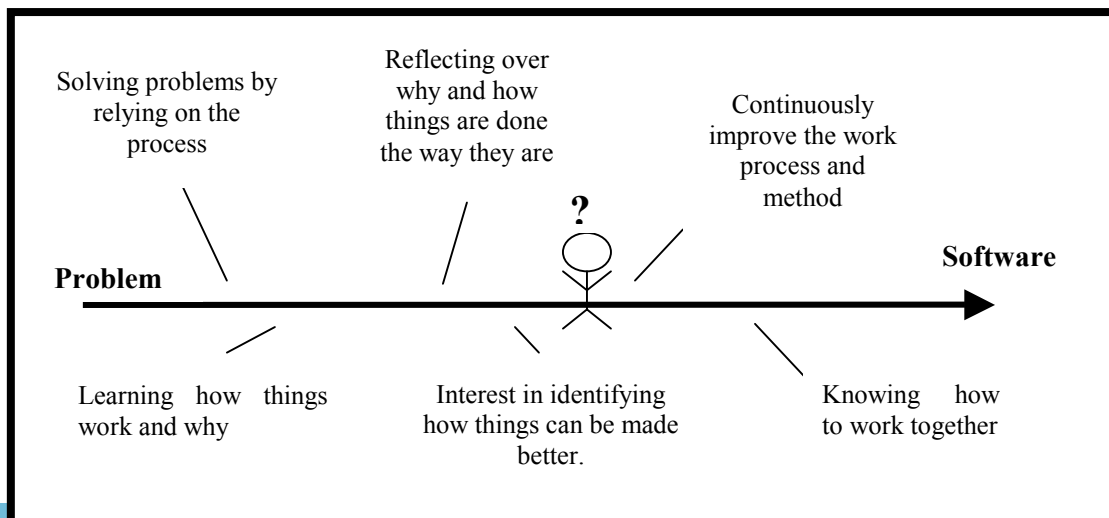 Solving problems by
relying on the
process
Reflecting over
why and how
things are done
the way they are
Continuously
improve the work
process and
method
?
Problem
Software
Learning how things
work and why
Interest in identifying
how things can be made
better.
Knowing how
to work together